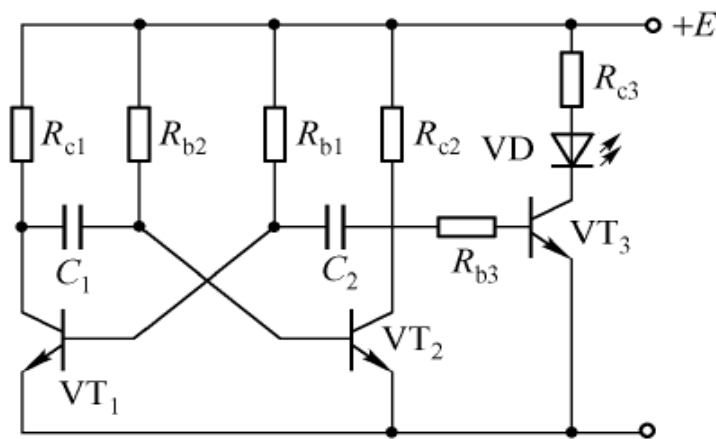 +E
Rc1 Rb2 Rb1 Rc2 Rc3
VD
C1 C2 Rb3 VT3
VT1 VT2